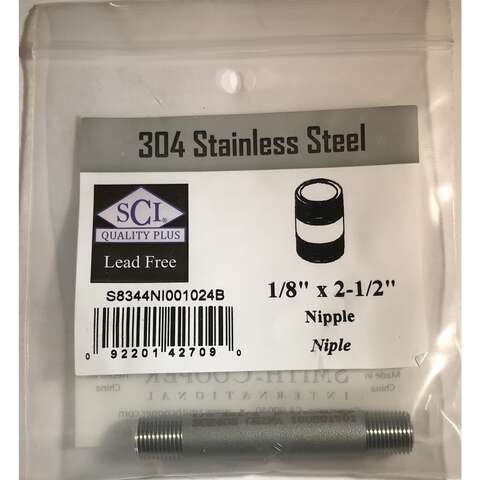 304 Stainless Steel
SCI®
QUALITY PLUS
Lead Free
S8344NI001024B
0 92201 42709 0
1/8" x 2-1/2"
Nipple
Niple
Made in
China
SMITH-COOPER
INTERNATIONAL
China